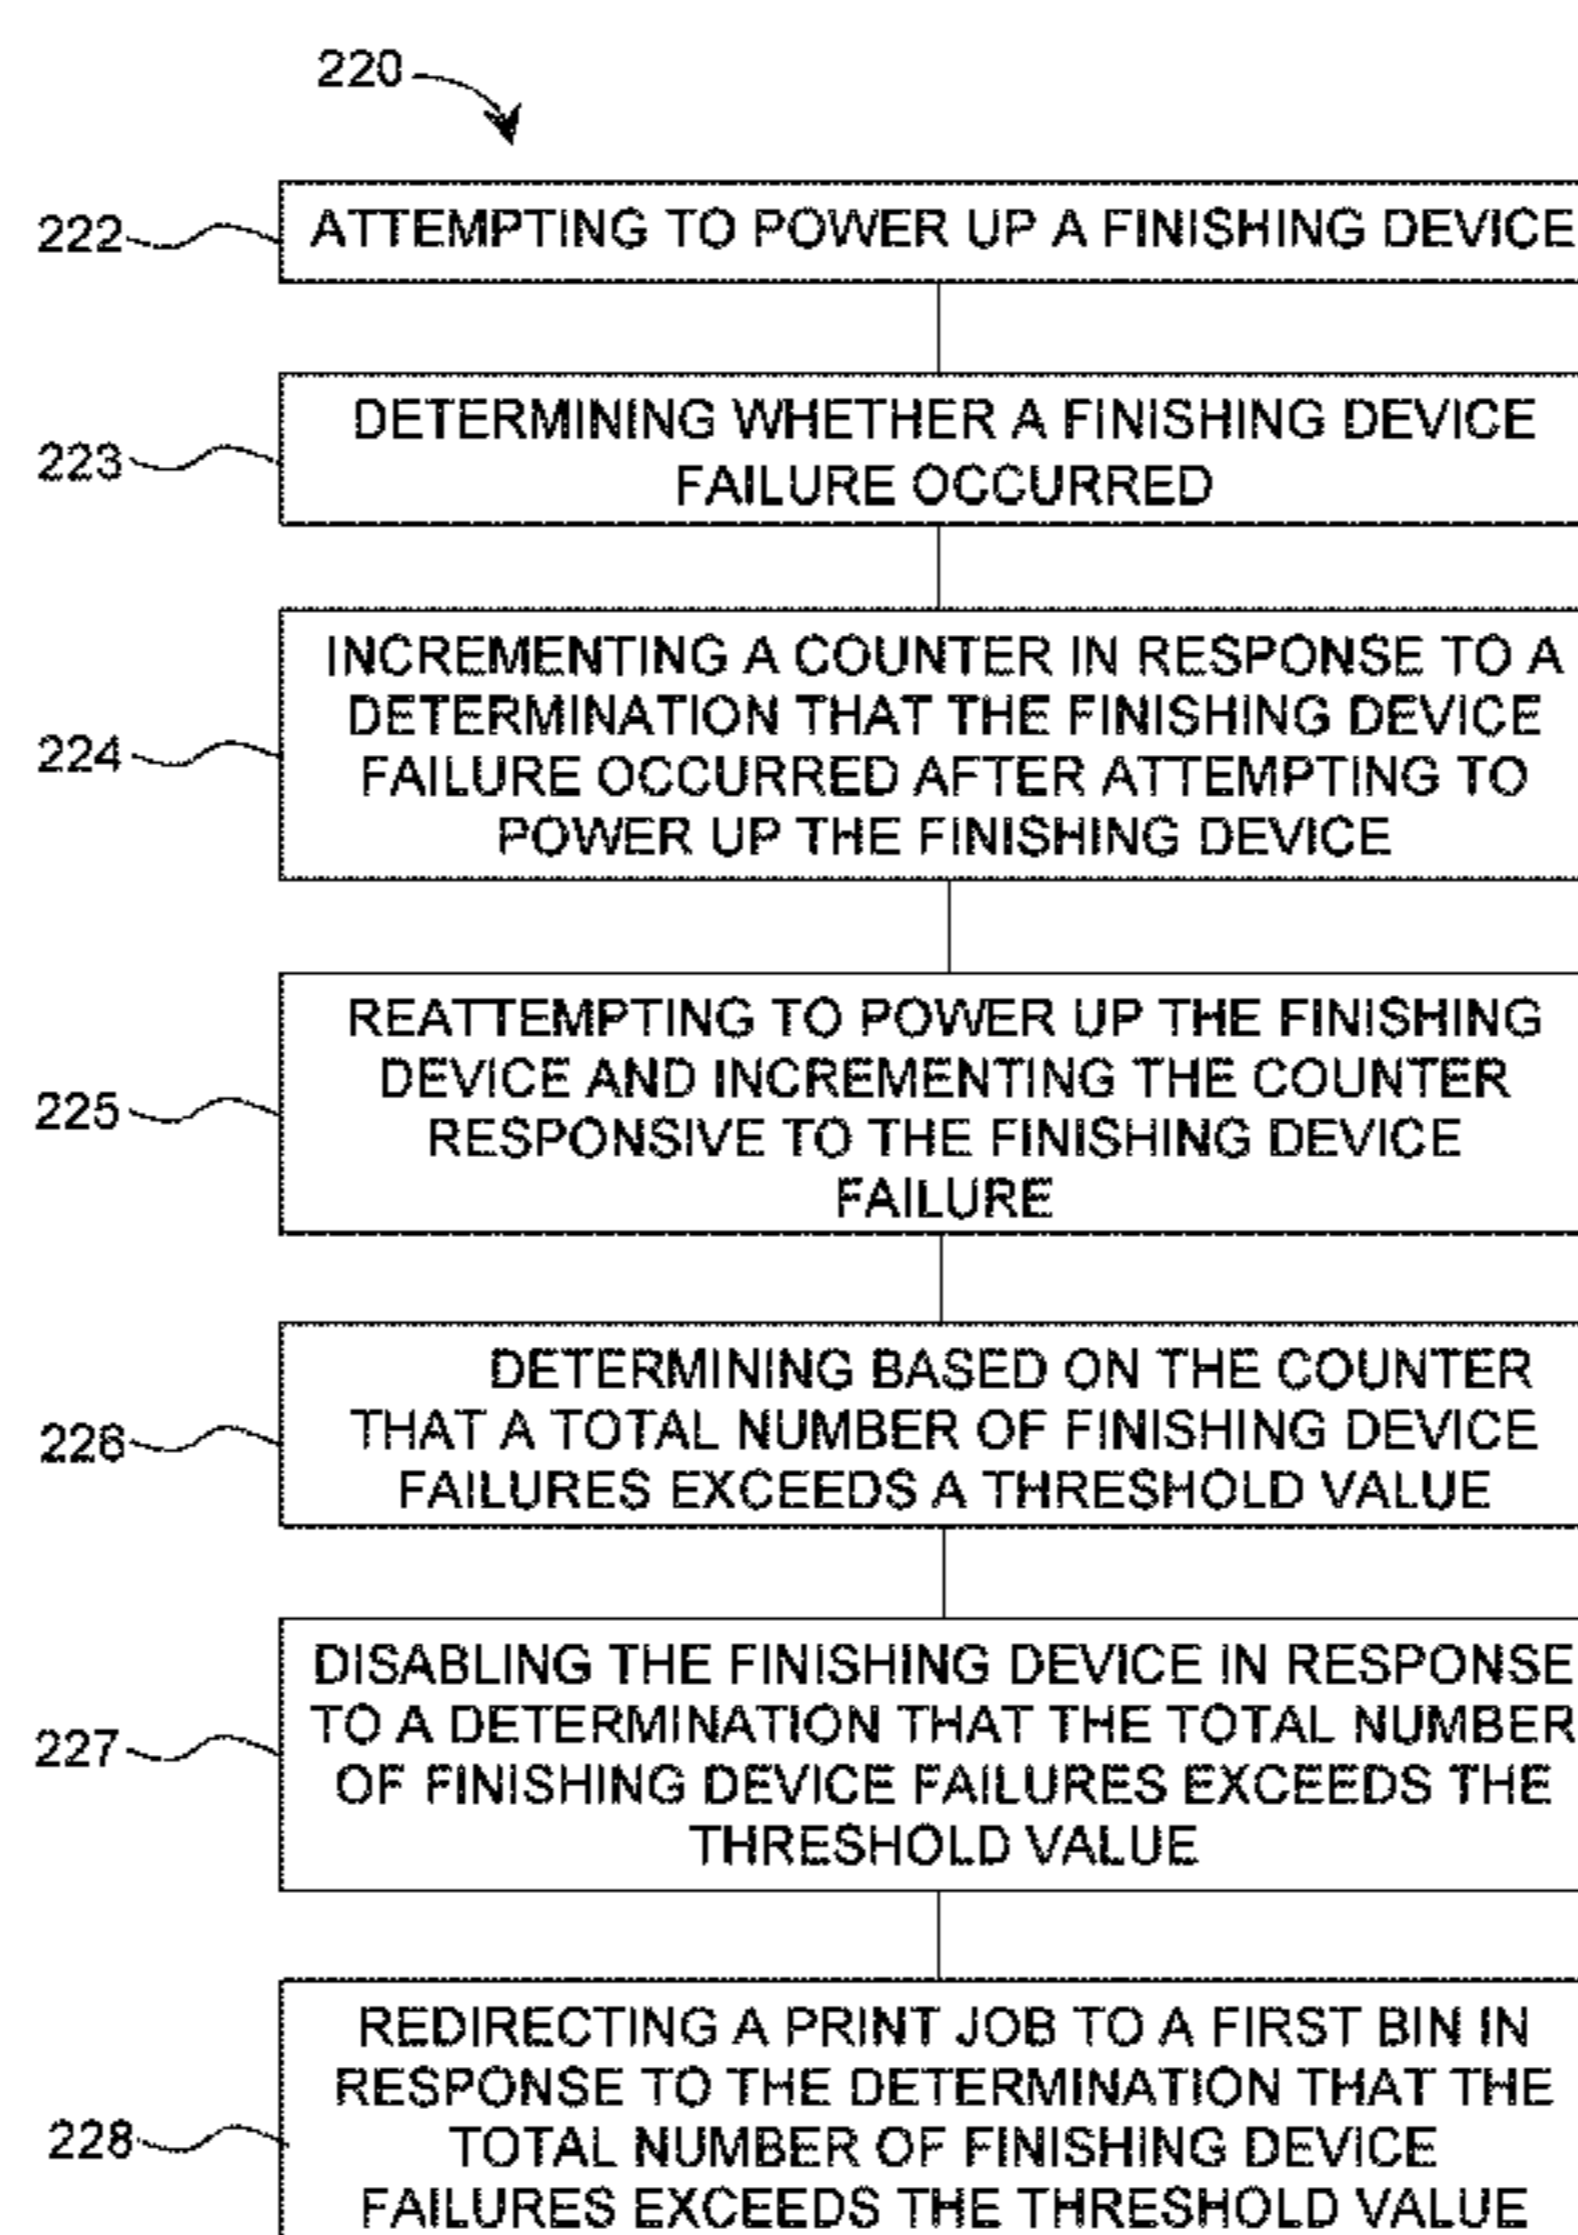 220
222
ATTEMPTING TO POWER UP A FINISHING DEVICE
223
DETERMINING WHETHER A FINISHING DEVICE
FAILURE OCCURRED
224
INCREMENTING A COUNTER IN RESPONSE TO A
DETERMINATION THAT THE FINISHING DEVICE
FAILURE OCCURRED AFTER ATTEMPTING TO
POWER UP THE FINISHING DEVICE
225
REATTEMPTING TO POWER UP THE FINISHING
DEVICE AND INCREMENTING THE COUNTER
RESPONSIVE TO THE FINISHING DEVICE
FAILURE
226
DETERMINING BASED ON THE COUNTER
THAT A TOTAL NUMBER OF FINISHING DEVICE
FAILURES EXCEEDS A THRESHOLD VALUE
227
DISABLING THE FINISHING DEVICE IN RESPONSE
TO A DETERMINATION THAT THE TOTAL NUMBER
OF FINISHING DEVICE FAILURES EXCEEDS THE
THRESHOLD VALUE
228
REDIRECTING A PRINT JOB TO A FIRST BIN IN
RESPONSE TO THE DETERMINATION THAT THE
TOTAL NUMBER OF FINISHING DEVICE
FAILURES EXCEEDS THE THRESHOLD VALUE